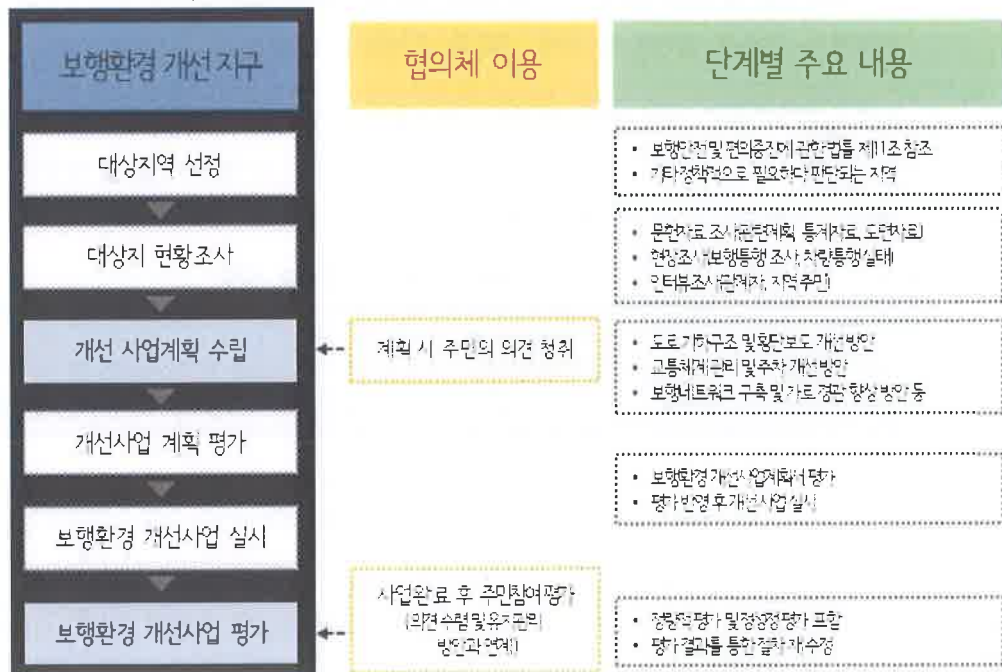 보행환경 개선 지구
협의체 이용
단계별 주요 내용
대상지역 선정
• 보행안전 및 편의증진에 관한 법률 제11조 참조
• 기타 정책적으로 필요하다 판단되는 지역
대상지 현황조사
• 문헌자료 조사(관련계획, 통계자료, 도면자료)
• 현장조사(보행통행 조사, 차량통행 실태)
• 인터뷰조사(관계자, 지역 주민)
개선 사업계획 수립
계획 시 주민의 의견 청취
• 도로 기하구조 및 횡단보도 개선 방안
• 교통체계 관리 및 주차 개선 방안
• 보행네트워크 구축 및 가로 경관 향상 방안 등
개선사업 계획 평가
• 보행환경 개선사업계획서 평가
• 평가 반영 후 개선사업 실시
보행환경 개선사업 실시
보행환경 개선사업 평가
사업완료 후 주민참여평가
(의견 수렴 및 유지관리
방안과 연계)
• 정량적 평가 및 정성적 평가 포함
• 평가 결과를 통한 절차 재 수정